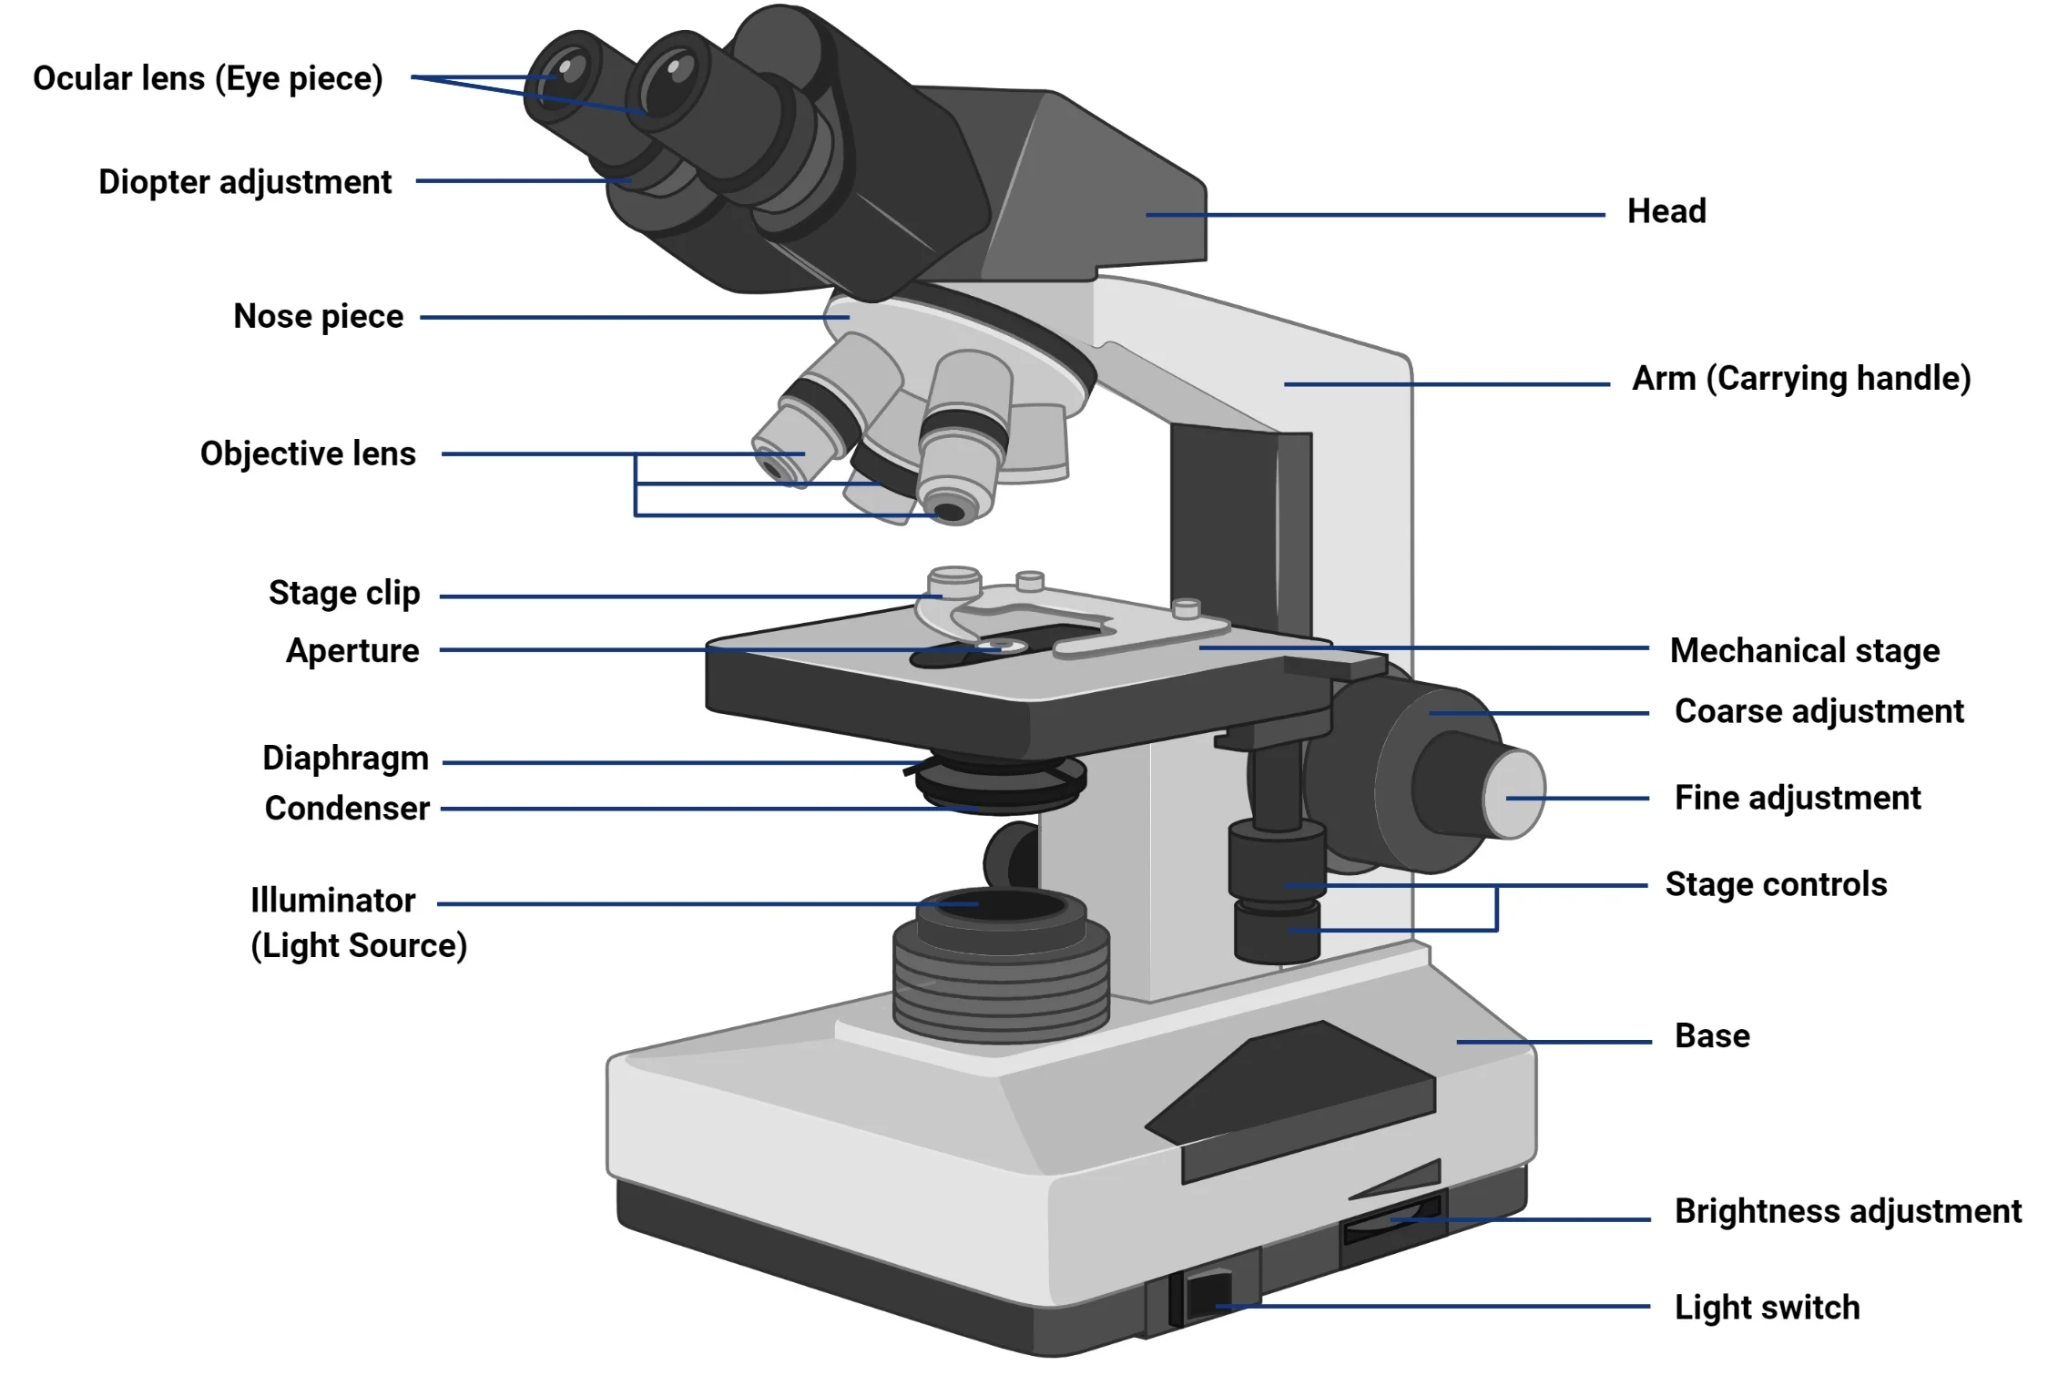 Ocular lens (Eye piece)
Diopter adjustment
Nose piece
Objective lens
Stage clip
Aperture
Diaphragm
Condenser
Illuminator
(Light Source)
Head
Arm (Carrying handle)
Mechanical stage
Coarse adjustment
Fine adjustment
Stage controls
Base
Brightness adjustment
Light switch